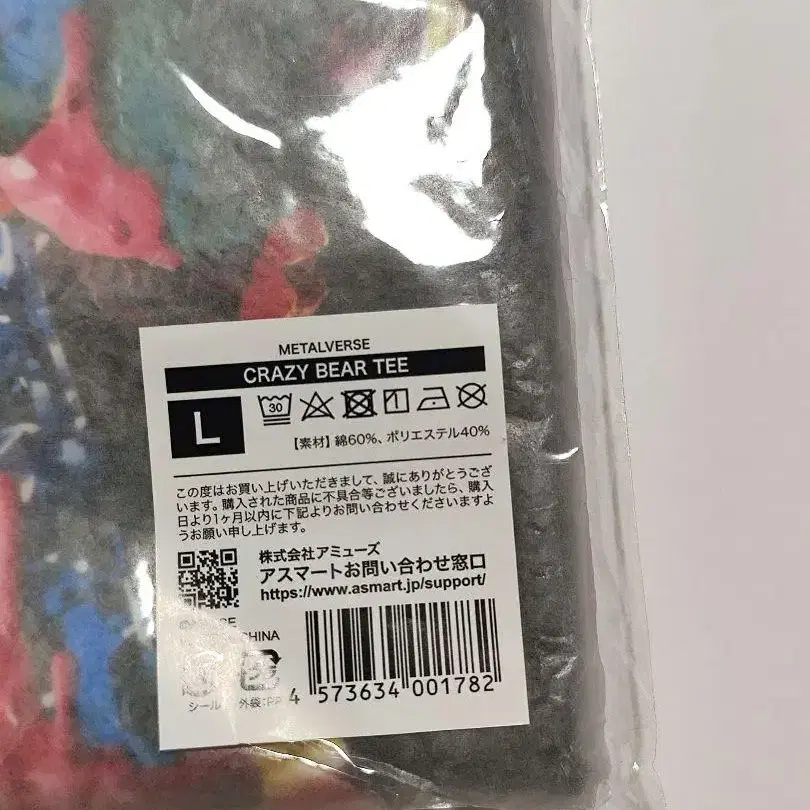 METALVERSE
CRAZY BEAR TEE
L
30
【素材】綿60%、ポリエステル40%
この度はお買い上げいただきまして、誠にありがとうござ
います。購入された商品に不具合等ございましたら、購入
日より1ヶ月以内に下記よりお問い合わせくださいますよ
うお願い申し上げます。
株式会社アミューズ
アスマートお問い合わせ窓口
https://www.asmart.jp/support/
CHINA
シール
外袋:PP
4 573634 001782